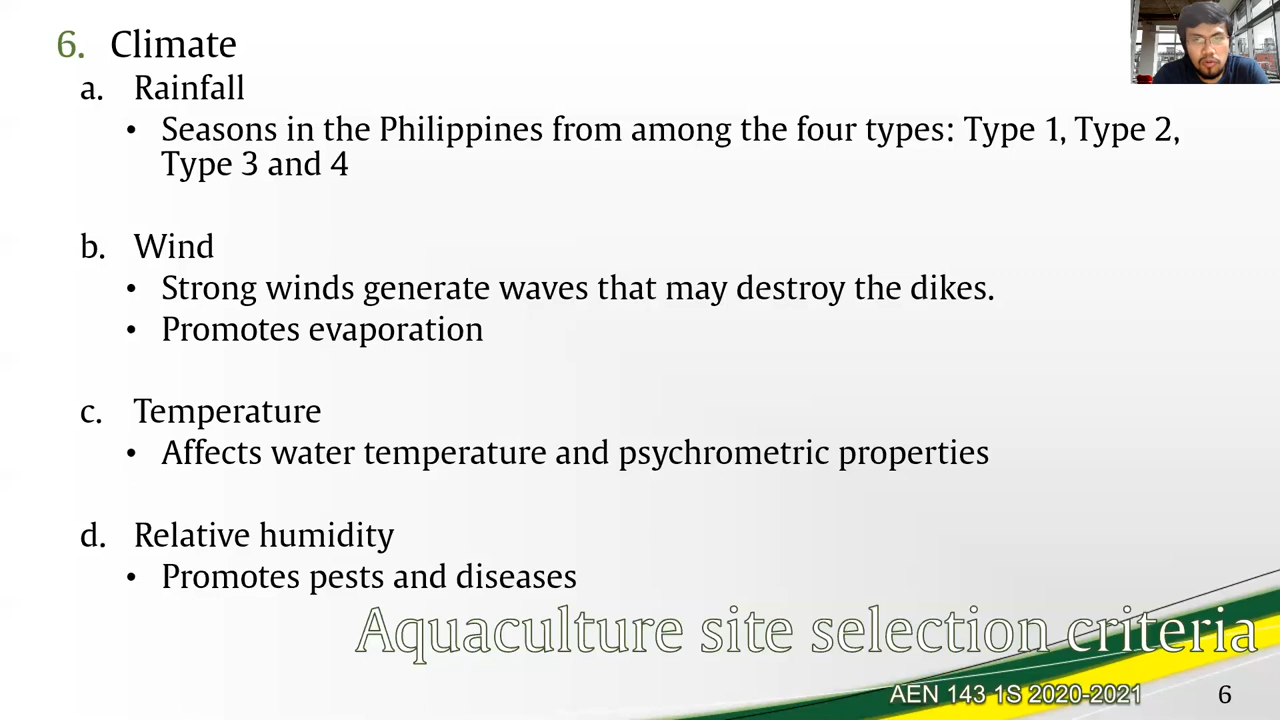 6. Climate
a. Rainfall
• Seasons in the Philippines from among the four types: Type 1, Type 2,
Type 3 and 4
b. Wind
• Strong winds generate waves that may destroy the dikes.
• Promotes evaporation
c. Temperature
• Affects water temperature and psychrometric properties
d. Relative humidity
• Promotes pests and diseases
Aquaculture site selection criteria
AEN 143 1S 2020-2021 6